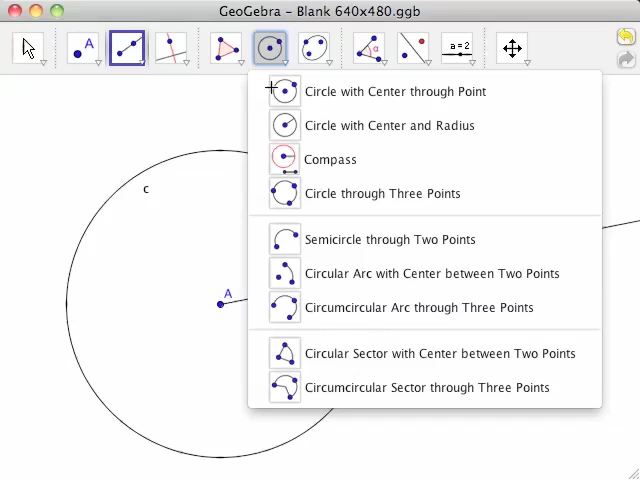 GeoGebra – Blank 640x480.ggb
A
α
a = 2
Circle with Center through Point
Circle with Center and Radius
Compass
Circle through Three Points
Semicircle through Two Points
Circular Arc with Center between Two Points
Circumcircular Arc through Three Points
Circular Sector with Center between Two Points
Circumcircular Sector through Three Points
c
A